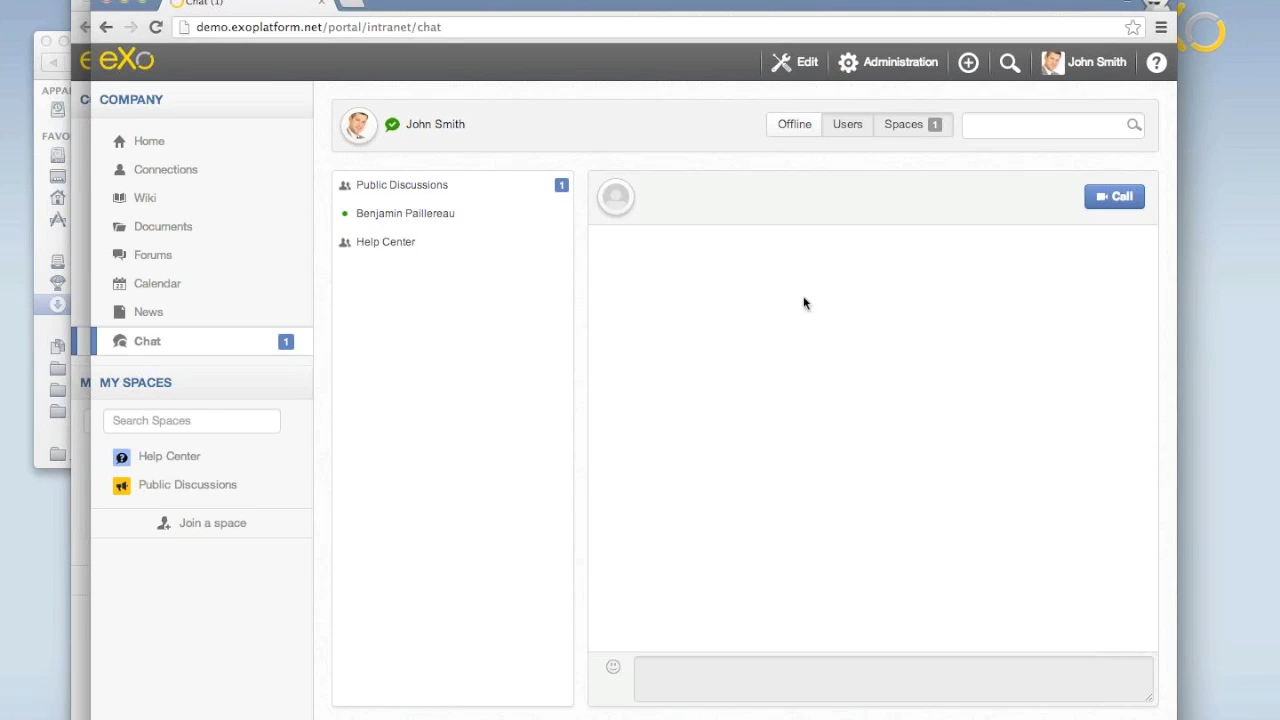 Chat (1)
demo.exoplatform.net/portal/intranet/chat
eXo
Edit
Administration
John Smith
APPA
FAVO
C
COMPANY
Home
Connections
Wiki
Documents
Forums
Calendar
News
Chat
1
M
MY SPACES
Search Spaces
Help Center
Public Discussions
Join a space
John Smith
Offline
Users
Spaces 1
Public Discussions 1
Benjamin Paillereau
Help Center
Call